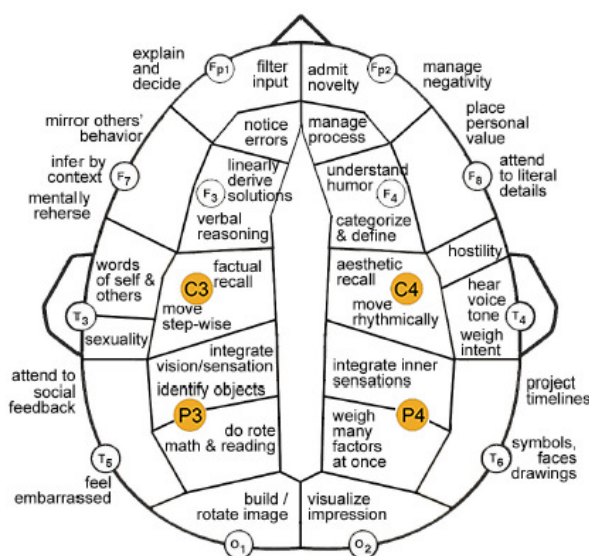 explain
and
decide
Fp1
filter
input
admit
novelty
Fp2
manage
negativity
mirror others'
behavior
notice
errors
manage
process
place
personal
value
infer by
context
F7
mentally
reherse
linearly
derive
solutions
F3
verbal
reasoning
understand
humor
F4
categorize
& define
F8
attend
to literal
details
hostility
words
of self &
others
T3
sexuality
factual
recall
C3
move
step-wise
aesthetic
recall
C4
move
rhythmically
hear
voice
tone
T4
weigh
intent
attend to
social
feedback
integrate
vision/sensation
identify objects
P3
do rote
math & reading
integrate inner
sensations
P4
weigh
many
factors
at once
project
timelines
T5
feel
embarrassed
T6
symbols,
faces
drawings
build /
rotate image
visualize
impression
O1
O2